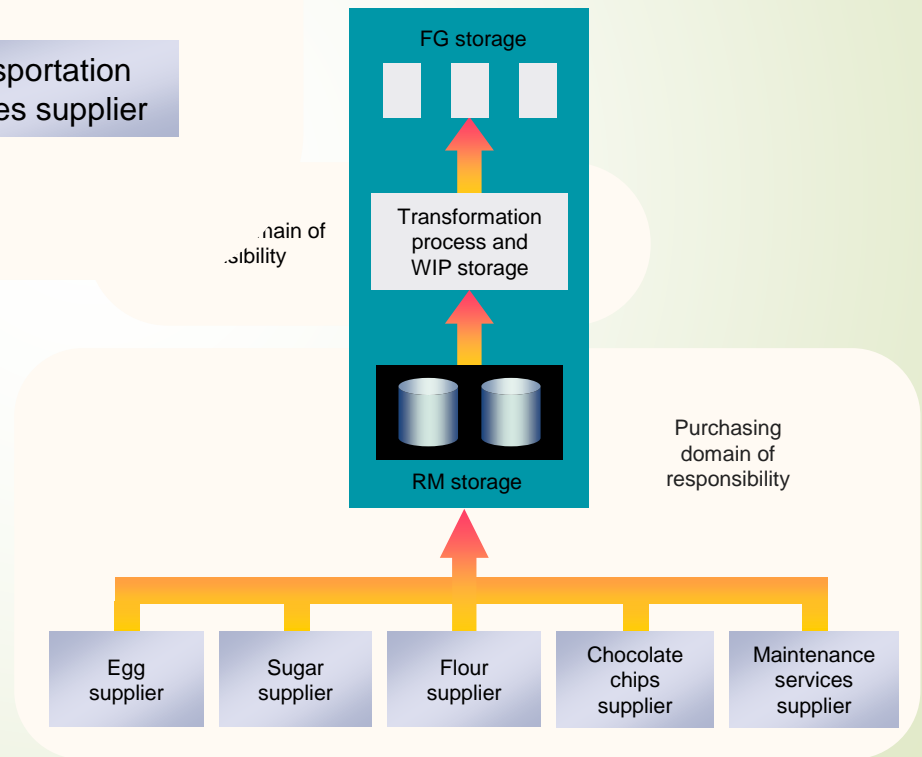 FG storage
sportation
es supplier
Transformation
main of
process and
sibility
WIP storage
Purchasing
domain of
responsibility
RM storage
Egg
supplier
Sugar
supplier
Flour
supplier
Chocolate
chips
supplier
Maintenance
services
supplier